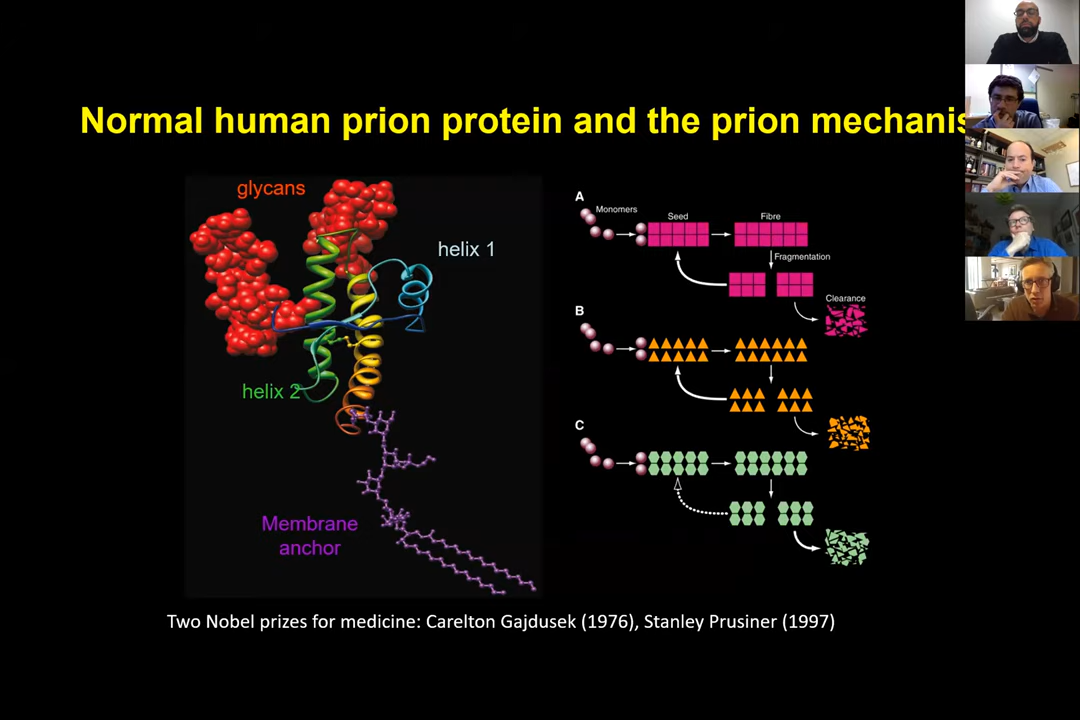 Normal human prion protein and the prion mechanis
glycans
helix 1
helix 2
Membrane
anchor
A
Monomers
Seed
Fibre
Fragmentation
Clearance
B
C
Two Nobel prizes for medicine: Carelton Gajdusek (1976), Stanley Prusiner (1997)